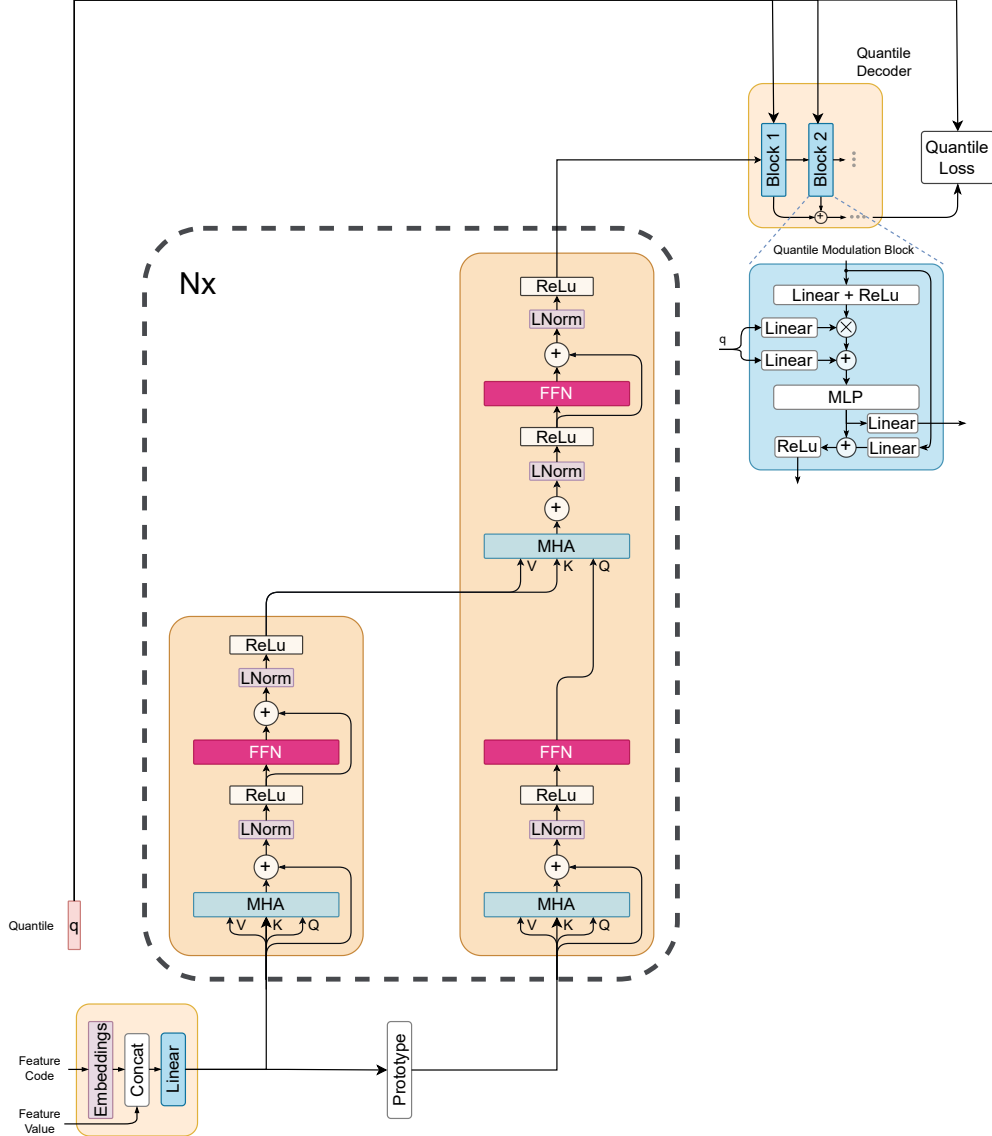 Quantile
Decoder
Block 1
Block 2
Quantile
Loss
Quantile Modulation Block
Linear + ReLu
q
Linear
×
Linear
+
MLP
Linear
ReLu
+
Linear
Nx
ReLu
LNorm
+
FFN
ReLu
LNorm
+
MHA
V K Q
FFN
ReLu
LNorm
+
MHA
V K Q
ReLu
LNorm
+
FFN
ReLu
LNorm
+
MHA
V K Q
Quantile
q
Feature
Code
Feature
Value
Embeddings
Concat
Linear
Prototype